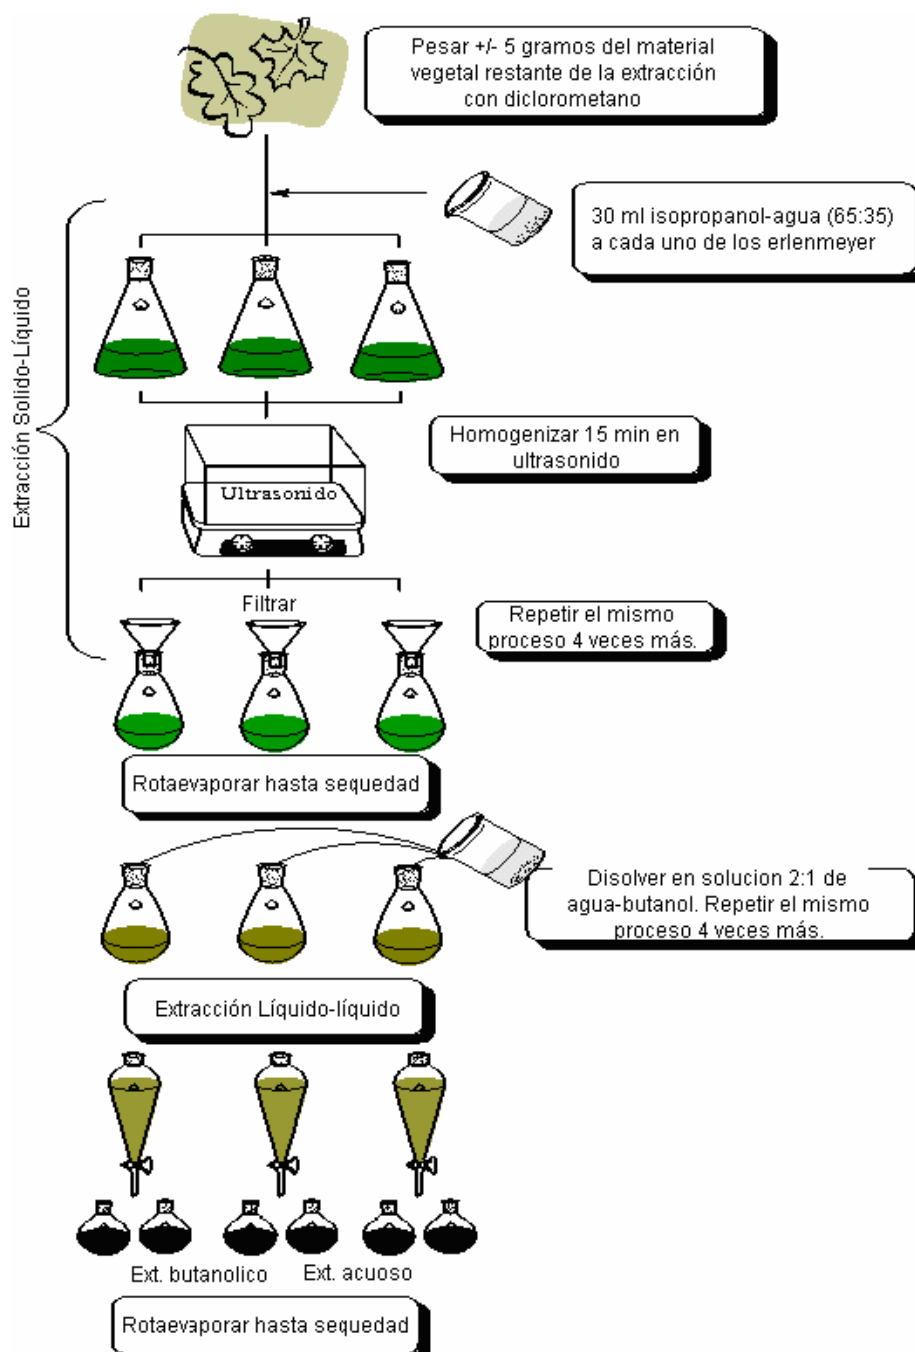 Pesar +/- 5 gramos del material
vegetal restante de la extracción
con diclorometano
30 ml isopropanol-agua (65:35)
a cada uno de los erlenmeyer
Extracción Solido-Líquido
Homogenizar 15 min en
ultrasonido
Ultrasonido
Filtrar
Repetir el mismo
proceso 4 veces más.
Rotaevaporar hasta sequedad
Disolver en solucion 2:1 de
agua-butanol. Repetir el mismo
proceso 4 veces más.
Extracción Líquido-líquido
Ext. butanolico
Ext. acuoso
Rotaevaporar hasta sequedad